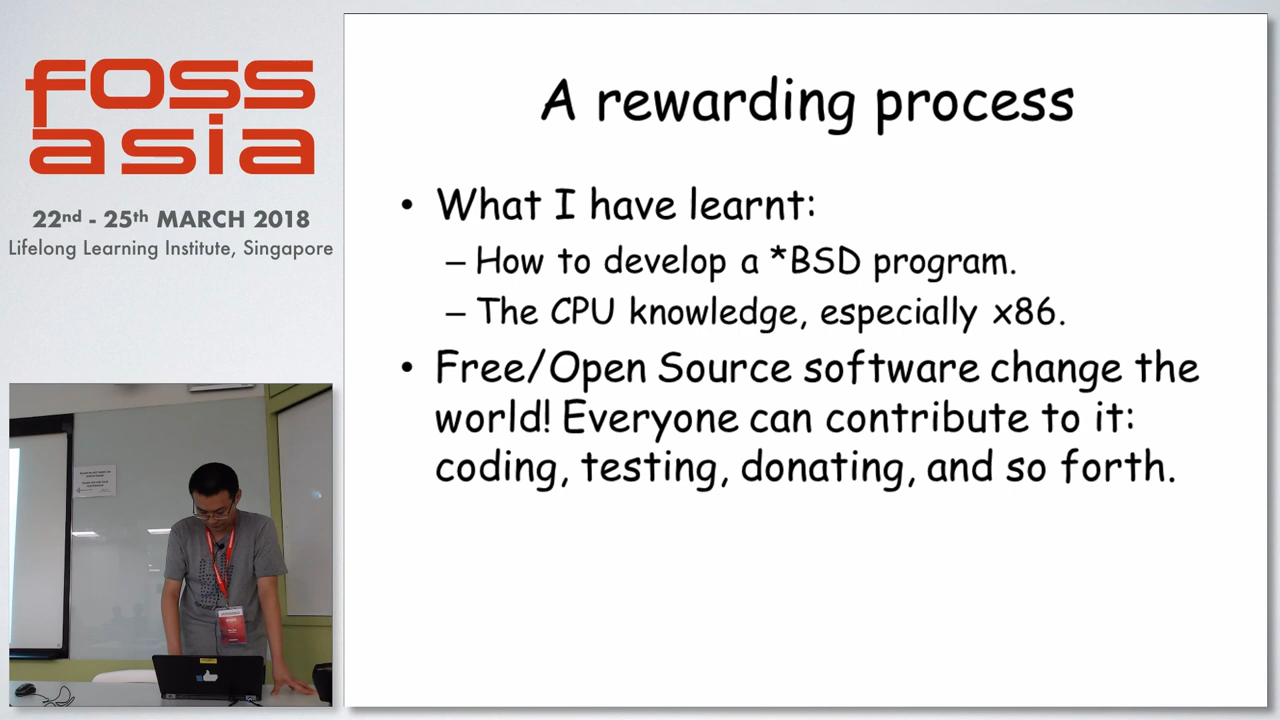 foss
asia
22nd - 25th MARCH 2018
Lifelong Learning Institute, Singapore
A rewarding process
• What I have learnt:
– How to develop a *BSD program.
– The CPU knowledge, especially x86.
• Free/Open Source software change the
world! Everyone can contribute to it:
coding, testing, donating, and so forth.